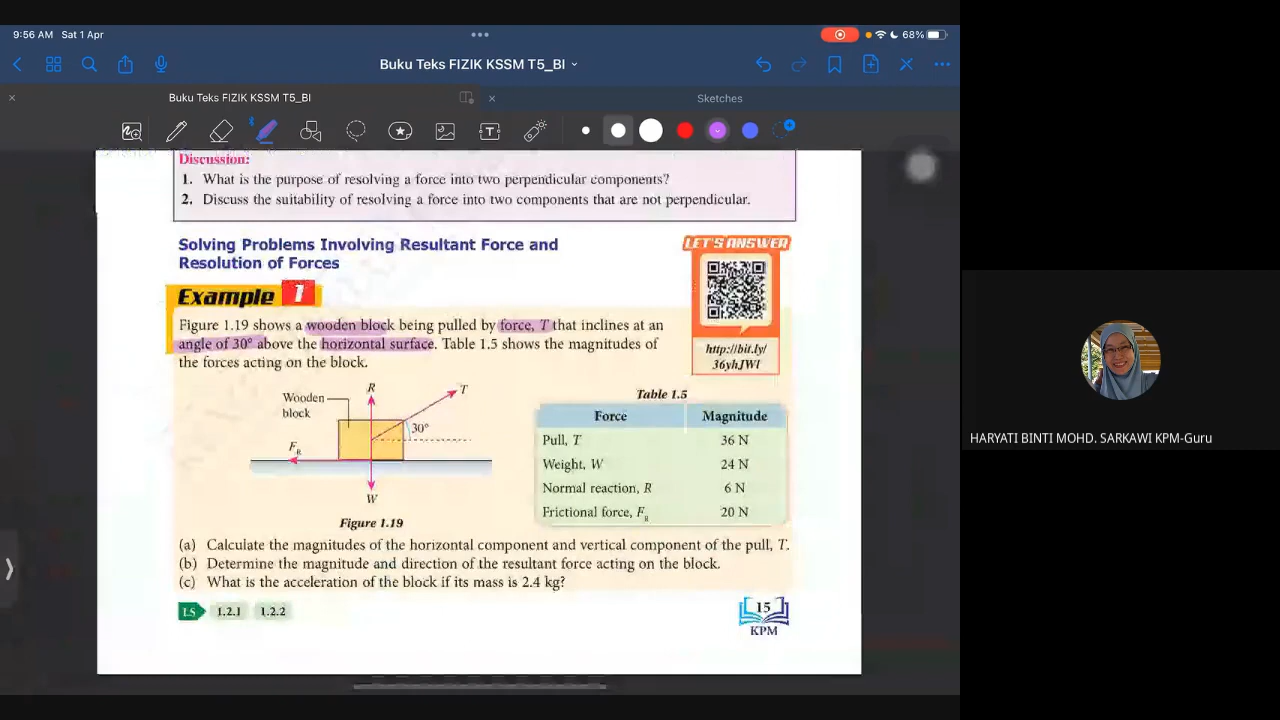 9:56 AM Sat 1 Apr
68%
Buku Teks FIZIK KSSM T5_BI
Buku Teks FIZIK KSSM T5_BI
Sketches
Discussion:
1. What is the purpose of resolving a force into two perpendicular components?
2. Discuss the suitability of resolving a force into two components that are not perpendicular.
Solving Problems Involving Resultant Force and
Resolution of Forces
LET'S ANSWER
http://bit.ly/
36yhJWl
Example 1
Figure 1.19 shows a wooden block being pulled by force, T that inclines at an
angle of 30° above the horizontal surface. Table 1.5 shows the magnitudes of
the forces acting on the block.
R
T
Wooden
block
30°
FR
W
Figure 1.19
Table 1.5
Force Magnitude
Pull, T 36 N
Weight, W 24 N
Normal reaction, R 6 N
Frictional force, FR 20 N
(a) Calculate the magnitudes of the horizontal component and vertical component of the pull, T.
(b) Determine the magnitude and direction of the resultant force acting on the block.
(c) What is the acceleration of the block if its mass is 2.4 kg?
LS 1.2.1 1.2.2
15
KPM
HARYATI BINTI MOHD. SARKAWI KPM-Guru